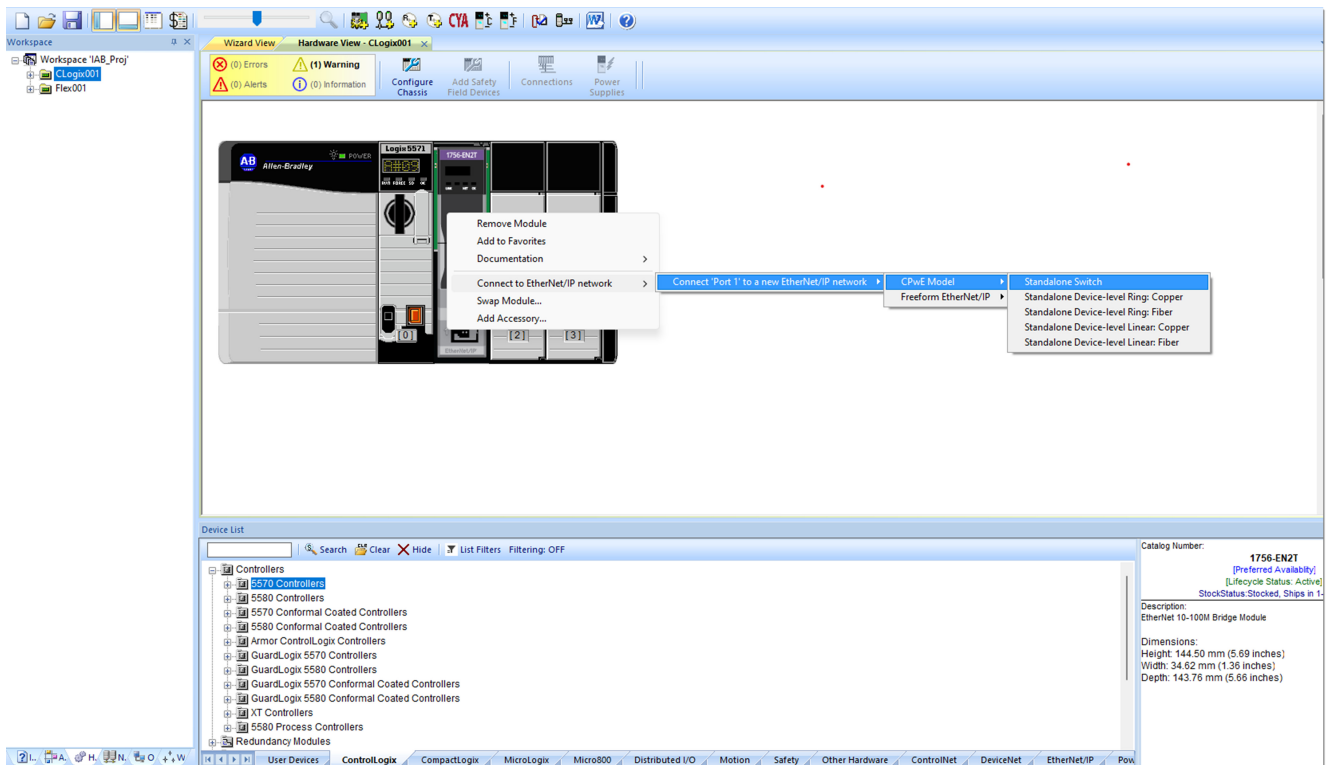 CYA
Workspace
Wizard View
Hardware View - CLogix001
Workspace 'IAB_Proj'
CLogix001
Flex001
(0) Errors
(1) Warning
(0) Alerts
(0) Information
Configure
Chassis
Add Safety
Field Devices
Connections
Power
Supplies
AB
Allen-Bradley
POWER
Logix5571
1756-EN2T
Remove Module
Add to Favorites
Documentation
Connect to EtherNet/IP network
Swap Module...
Add Accessory...
Connect 'Port 1' to a new EtherNet/IP network
CPwE Model
Freeform EtherNet/IP
Standalone Switch
Standalone Device-level Ring: Copper
Standalone Device-level Ring: Fiber
Standalone Device-level Linear: Copper
Standalone Device-level Linear: Fiber
[0]
[2]
[3]
EtherNet/IP
Device List
Search
Clear
Hide
List Filters
Filtering: OFF
Controllers
5570 Controllers
5580 Controllers
5570 Conformal Coated Controllers
5580 Conformal Coated Controllers
Armor ControlLogix Controllers
GuardLogix 5570 Controllers
GuardLogix 5580 Controllers
GuardLogix 5570 Conformal Coated Controllers
GuardLogix 5580 Conformal Coated Controllers
XT Controllers
5580 Process Controllers
Redundancy Modules
Catalog Number:
1756-EN2T
[Preferred Availablity]
[Lifecycle Status: Active]
StockStatus:Stocked, Ships in 1-
Description:
EtherNet 10-100M Bridge Module
Dimensions:
Height: 144.50 mm (5.69 inches)
Width: 34.62 mm (1.36 inches)
Depth: 143.76 mm (5.66 inches)
I.. A. H. N. O W
User Devices
ControlLogix
CompactLogix
MicroLogix
Micro800
Distributed I/O
Motion
Safety
Other Hardware
ControlNet
DeviceNet
EtherNet/IP
Pow